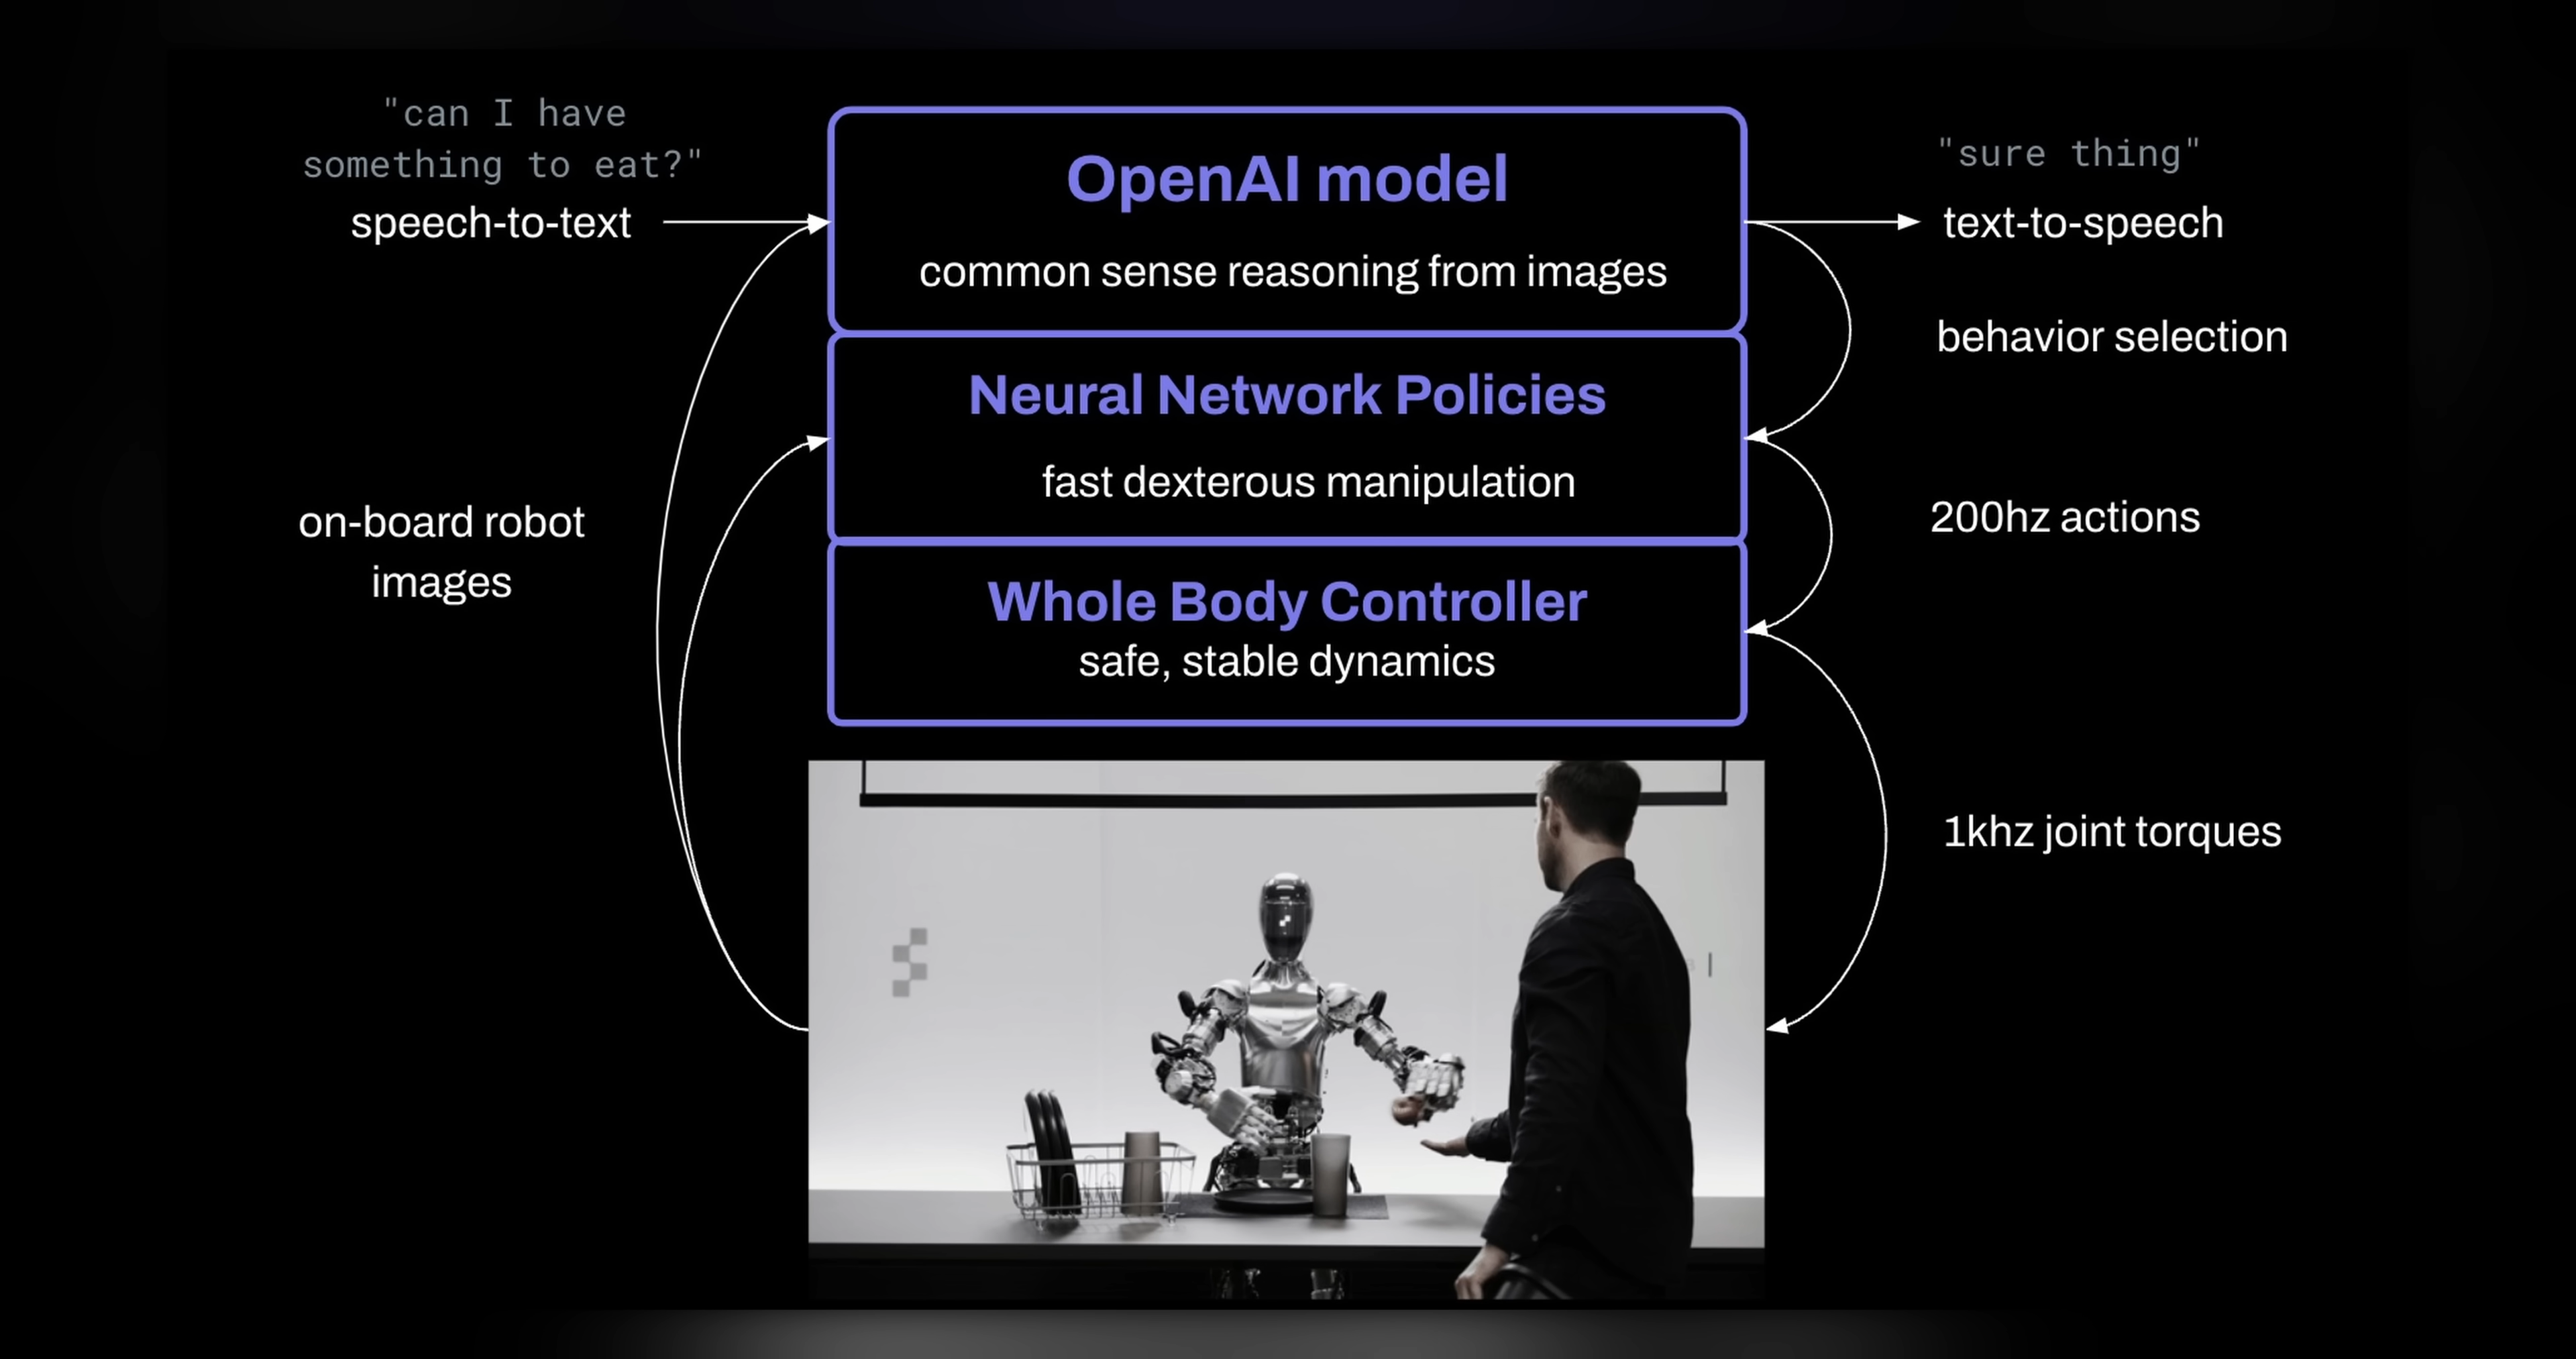 "can I have
something to eat?"
speech-to-text
OpenAI model
common sense reasoning from images
"sure thing"
text-to-speech
behavior selection
Neural Network Policies
fast dexterous manipulation
on-board robot
images
200hz actions
Whole Body Controller
safe, stable dynamics
1khz joint torques